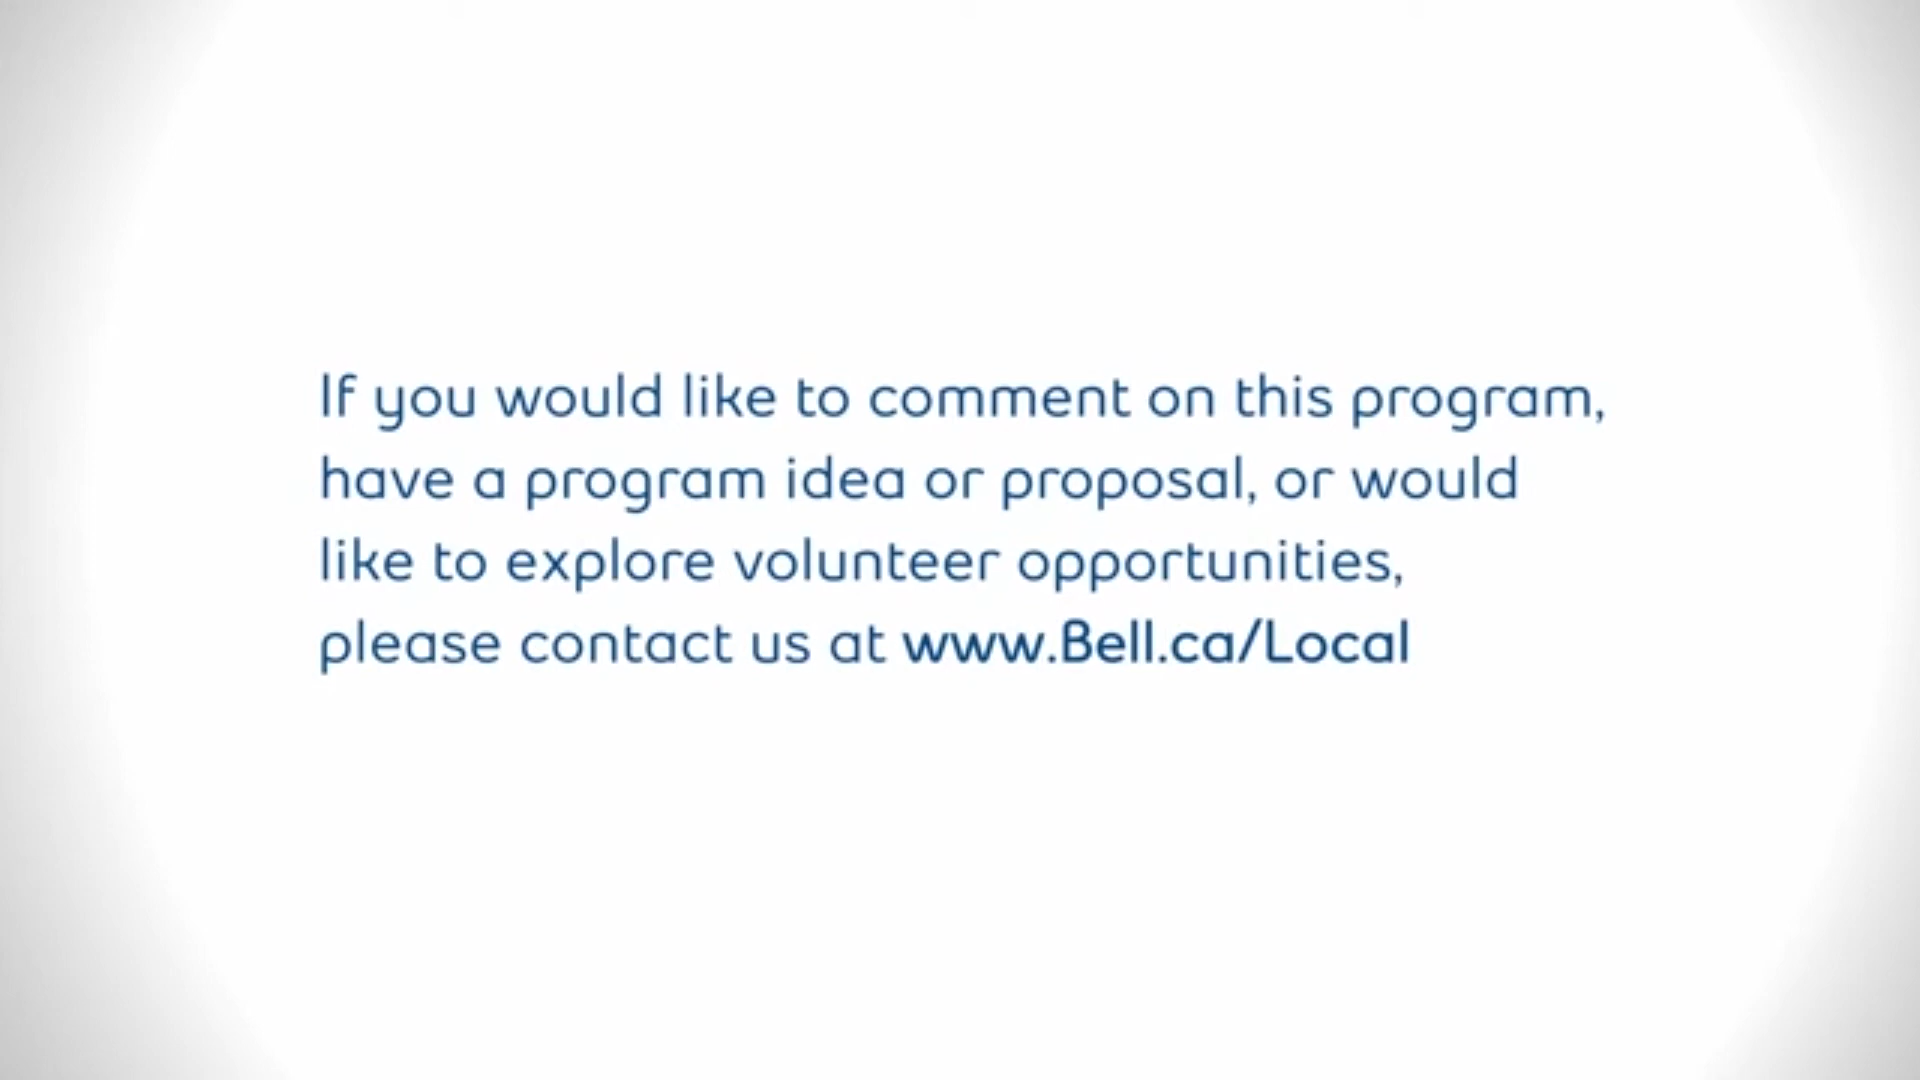 If you would like to comment on this program,
have a program idea or proposal, or would
like to explore volunteer opportunities,
please contact us at www.Bell.ca/Local